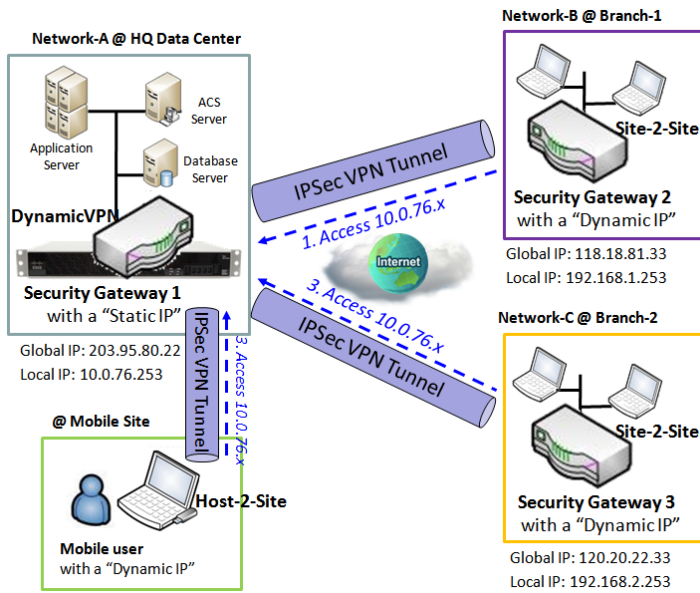 Network-A @ HQ Data Center
Application
Server
ACS
Server
Database
Server
DynamicVPN
Security Gateway 1
with a “Static IP”
Global IP: 203.95.80.22
Local IP: 10.0.76.253
IPSec VPN Tunnel
1. Access 10.0.76.x
Internet
3. Access 10.0.76.x
IPSec VPN Tunnel
IPSec VPN Tunnel
3. Access 10.0.76.x
Network-B @ Branch-1
Site-2-Site
Security Gateway 2
with a “Dynamic IP”
Global IP: 118.18.81.33
Local IP: 192.168.1.253
Network-C @ Branch-2
Site-2-Site
Security Gateway 3
with a “Dynamic IP”
Global IP: 120.20.22.33
Local IP: 192.168.2.253
@ Mobile Site
Host-2-Site
Mobile user
with a “Dynamic IP”